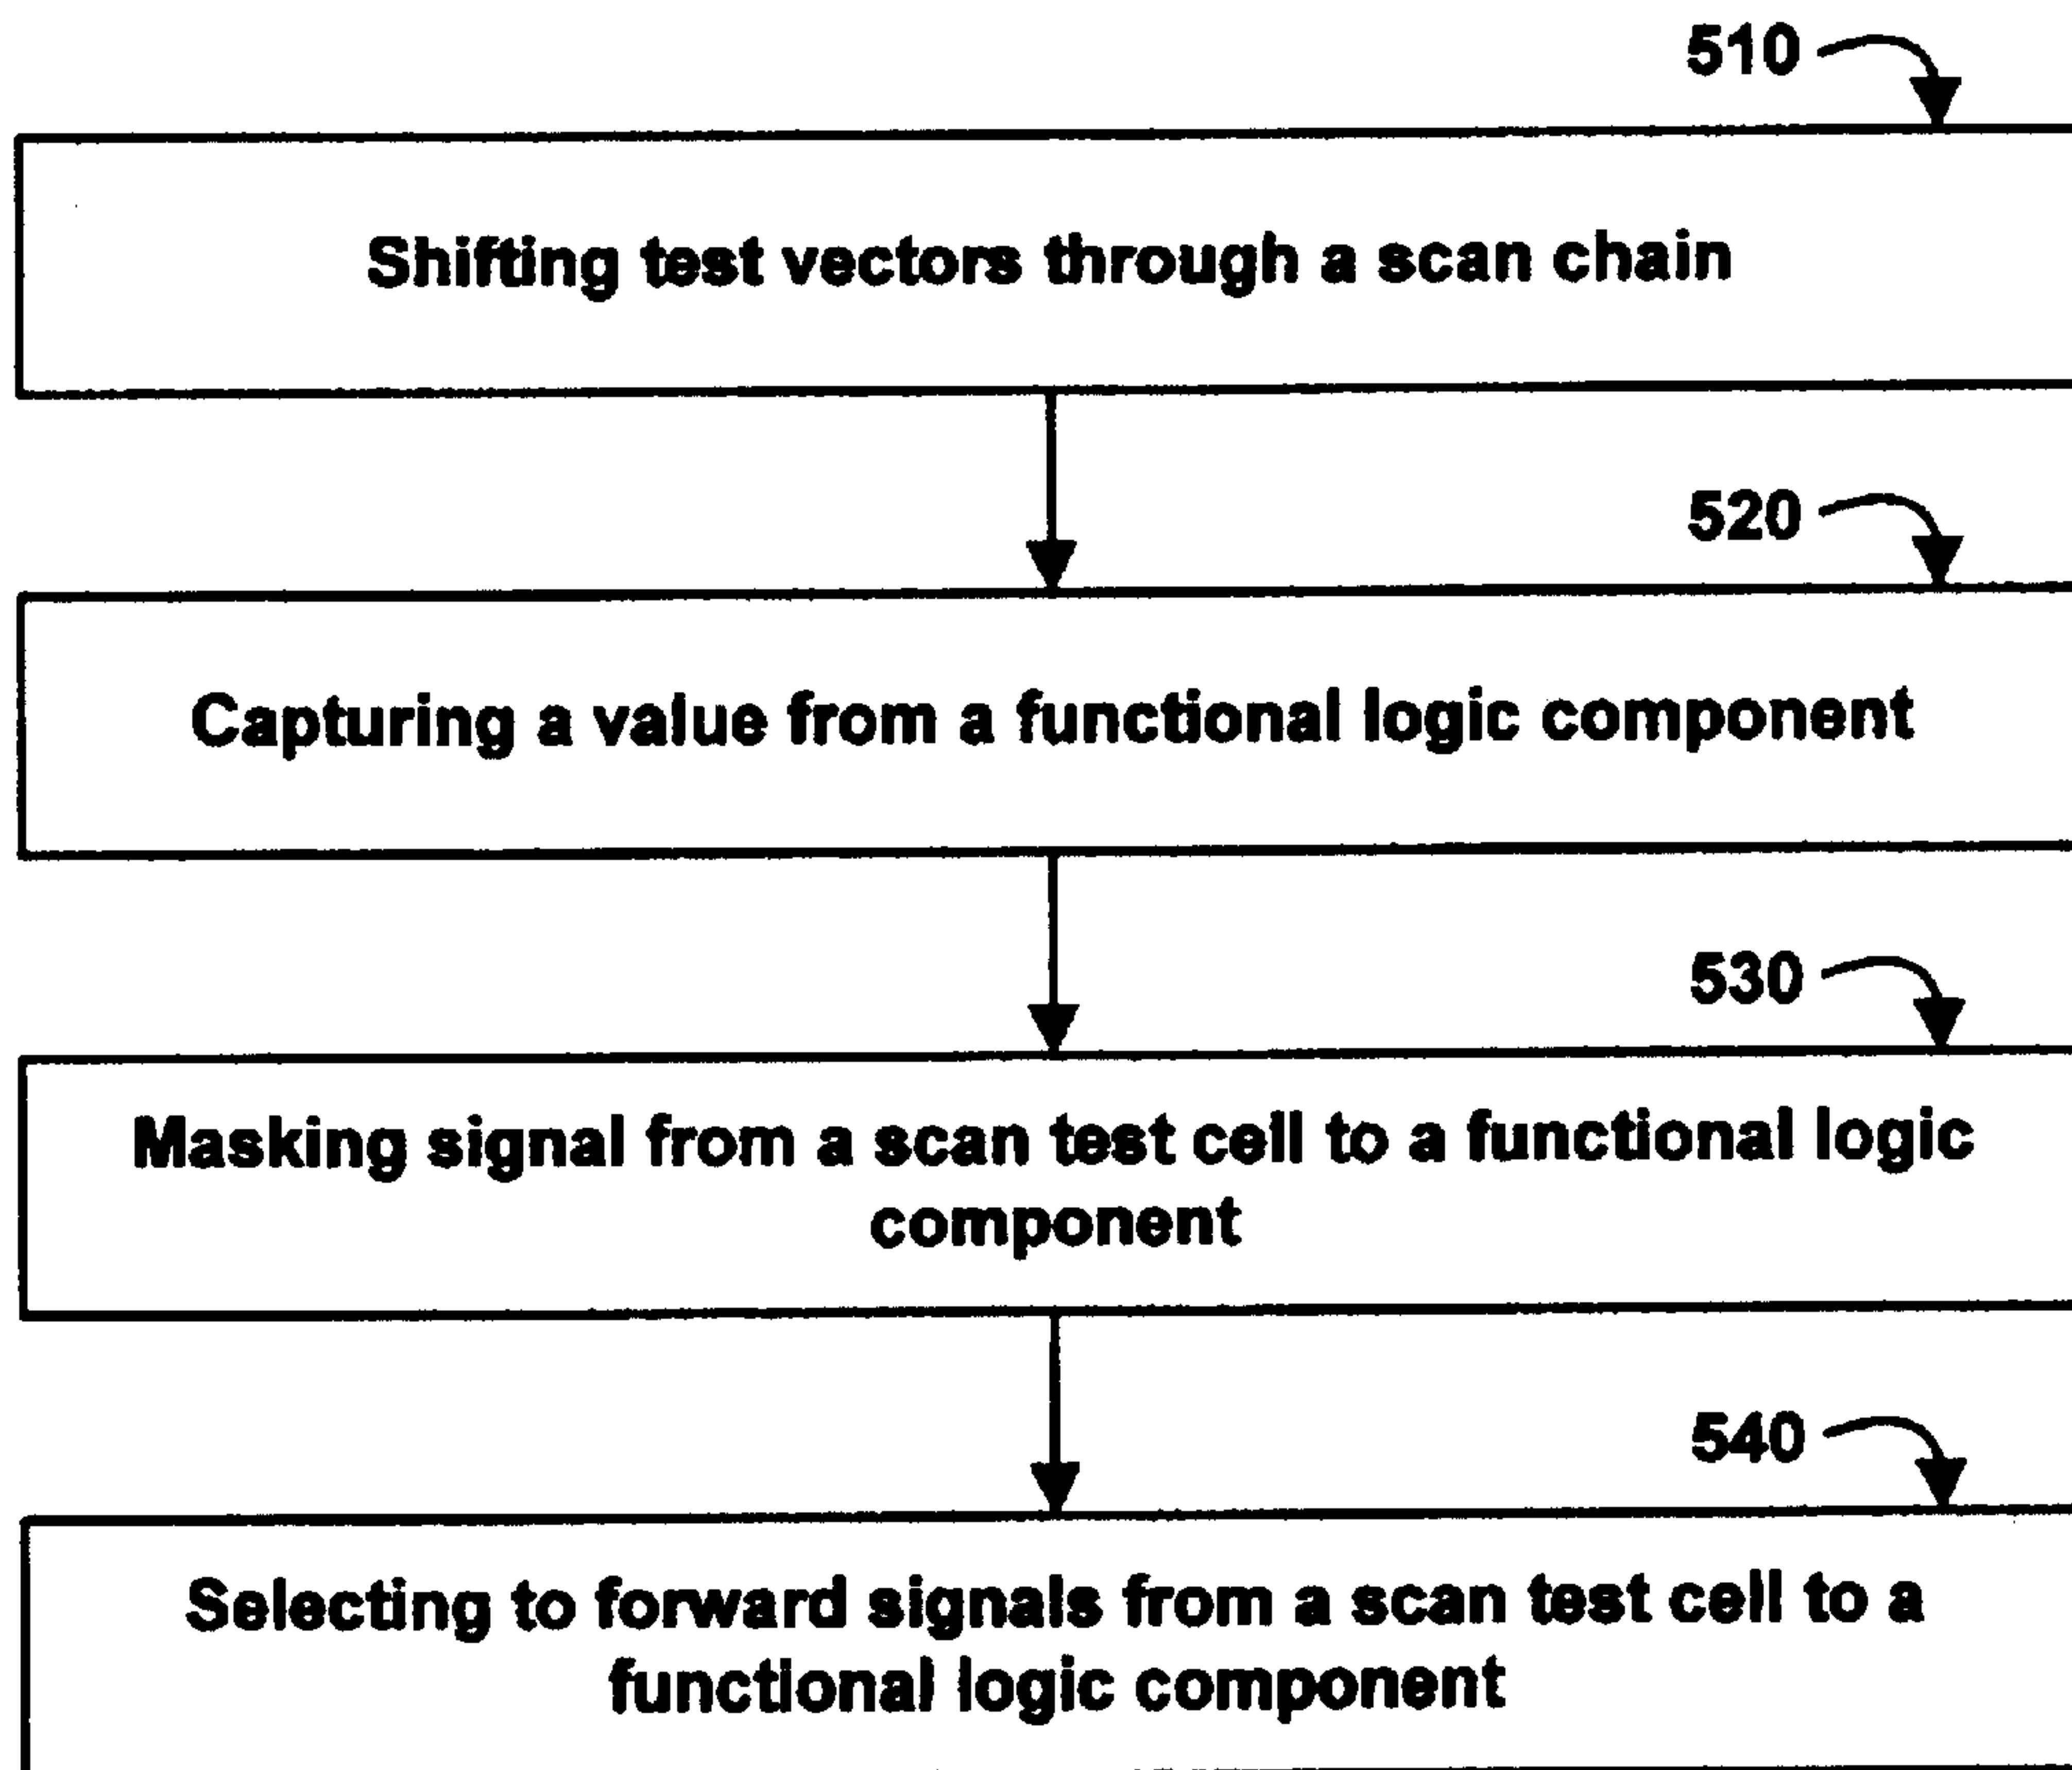 510
Shifting test vectors through a scan chain
520
Capturing a value from a functional logic component
530
Masking signal from a scan test cell to a functional logic
component
540
Selecting to forward signals from a scan test cell to a
functional logic component